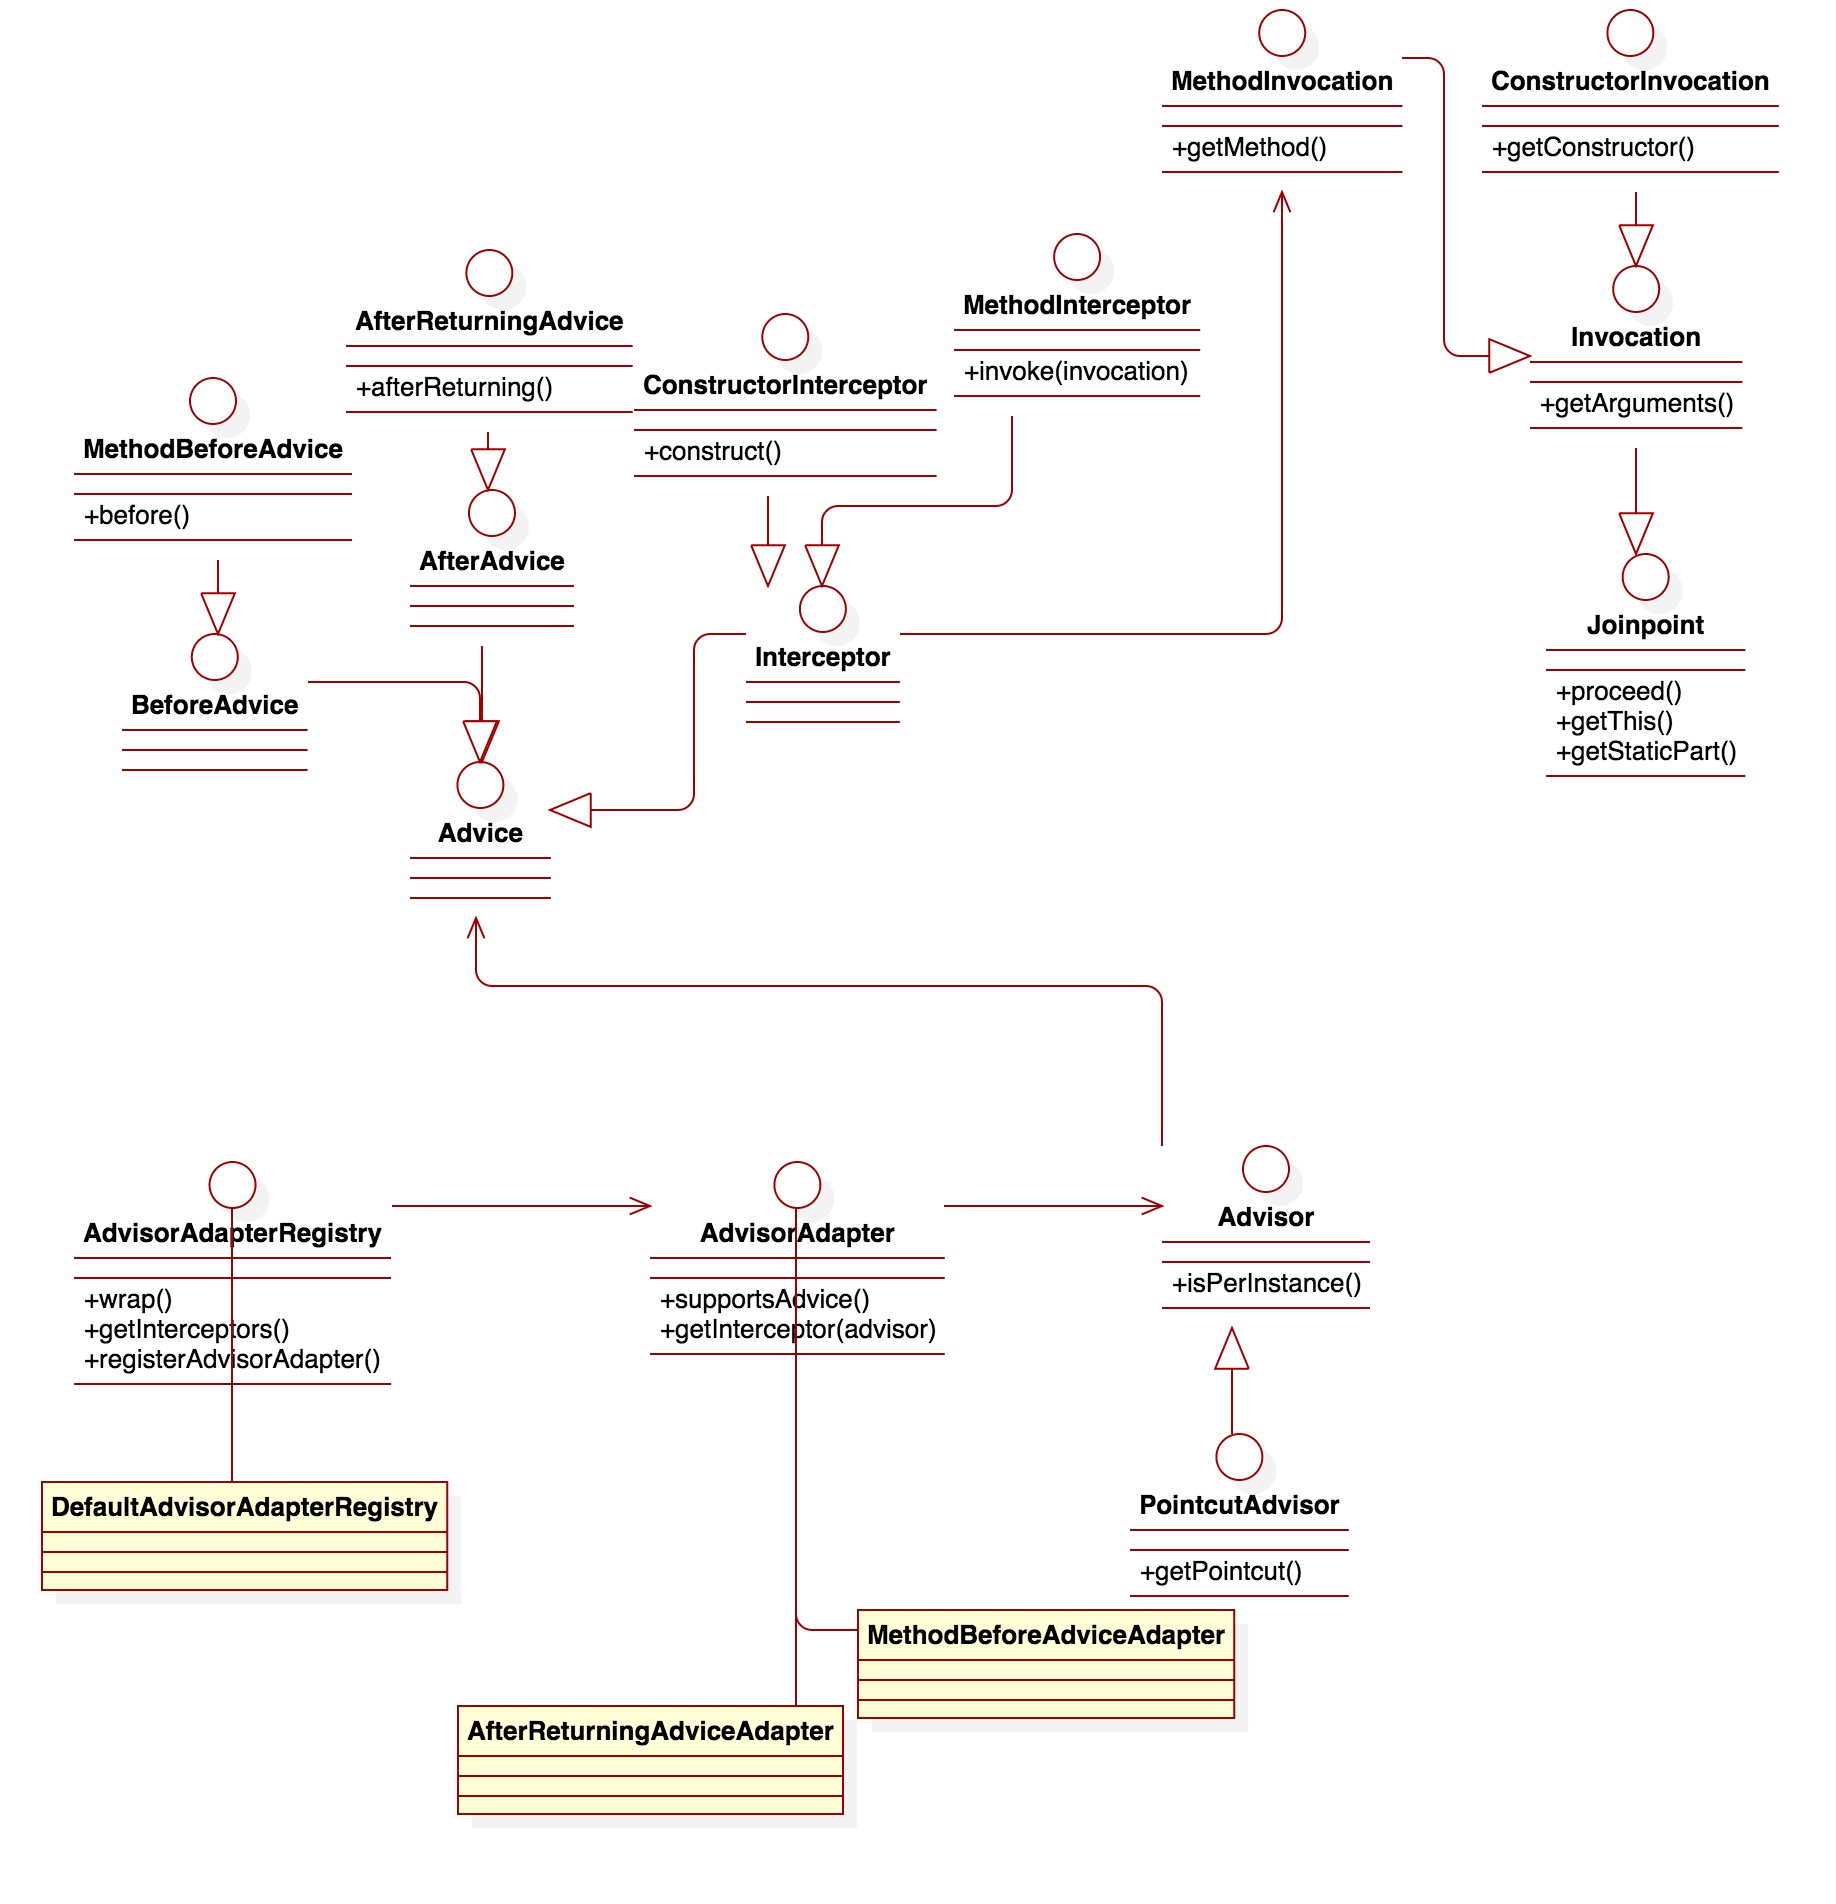 MethodInvocation
+getMethod()
ConstructorInvocation
+getConstructor()
AfterReturningAdvice
+afterReturning()
MethodInterceptor
+invoke(invocation)
Invocation
+getArguments()
ConstructorInterceptor
+construct()
MethodBeforeAdvice
+before()
AfterAdvice
Joinpoint
+proceed()
+getThis()
+getStaticPart()
Interceptor
BeforeAdvice
Advice
AdvisorAdapterRegistry
+wrap()
+getInterceptors()
+registerAdvisorAdapter()
AdvisorAdapter
+supportsAdvice()
+getInterceptor(advisor)
Advisor
+isPerInstance()
DefaultAdvisorAdapterRegistry
PointcutAdvisor
+getPointcut()
MethodBeforeAdviceAdapter
AfterReturningAdviceAdapter